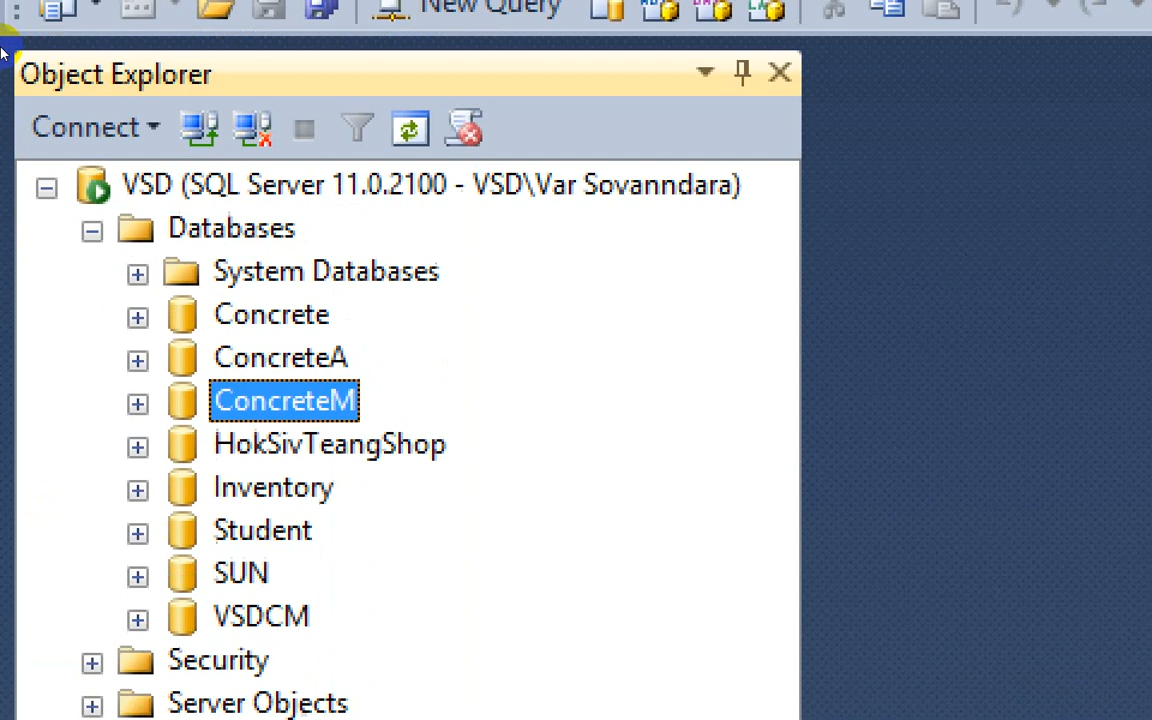 New Query
Object Explorer
Connect
VSD (SQL Server 11.0.2100 - VSD\Var Sovanndara)
Databases
System Databases
Concrete
ConcreteA
ConcreteM
HokSivTeangShop
Inventory
Student
SUN
VSDCM
Security
Server Objects